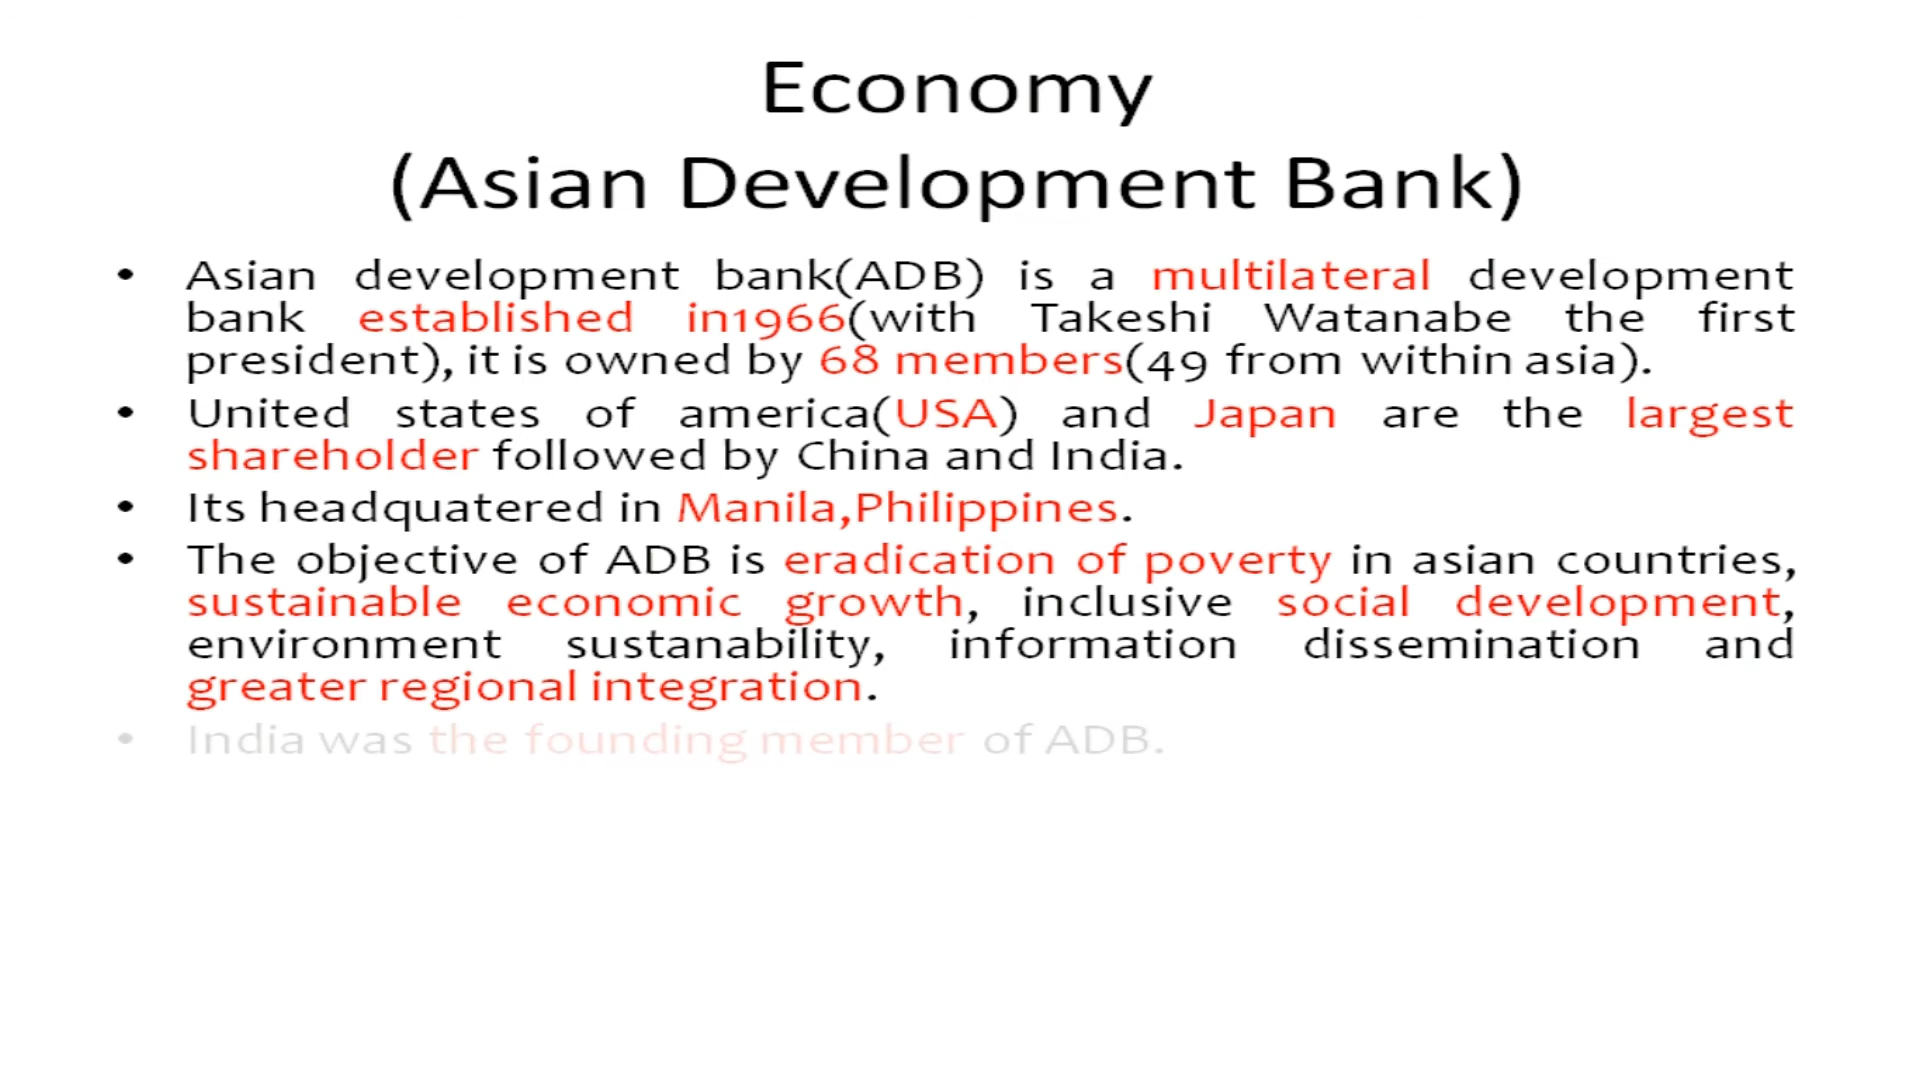 Economy
(Asian Development Bank)
• Asian development bank(ADB) is a multilateral development
bank established in1966(with Takeshi Watanabe the first
president), it is owned by 68 members(49 from within asia).
• United states of america(USA) and Japan are the largest
shareholder followed by China and India.
• Its headquatered in Manila,Philippines.
• The objective of ADB is eradication of poverty in asian countries,
sustainable economic growth, inclusive social development,
environment sustanability, information dissemination and
greater regional integration.
• India was the founding member of ADB.